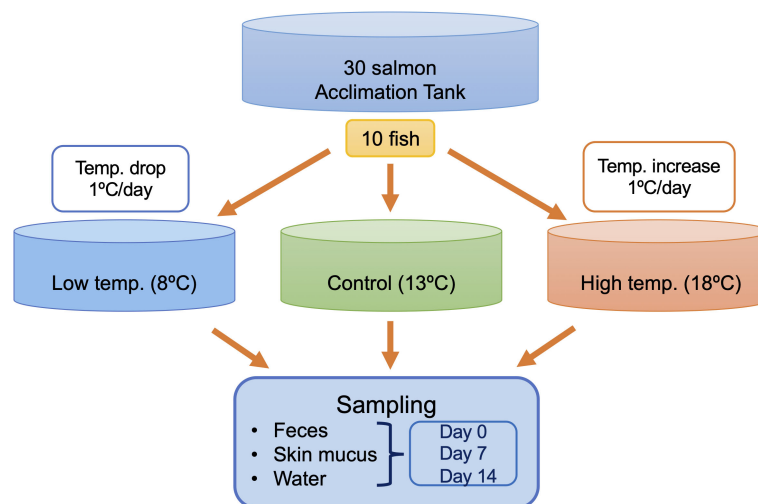 30 salmon
Acclimation Tank
10 fish
Temp. drop
1ºC/day
Temp. increase
1ºC/day
Low temp. (8ºC)
Control (13ºC)
High temp. (18ºC)
Sampling
• Feces
• Skin mucus
• Water
Day 0
Day 7
Day 14